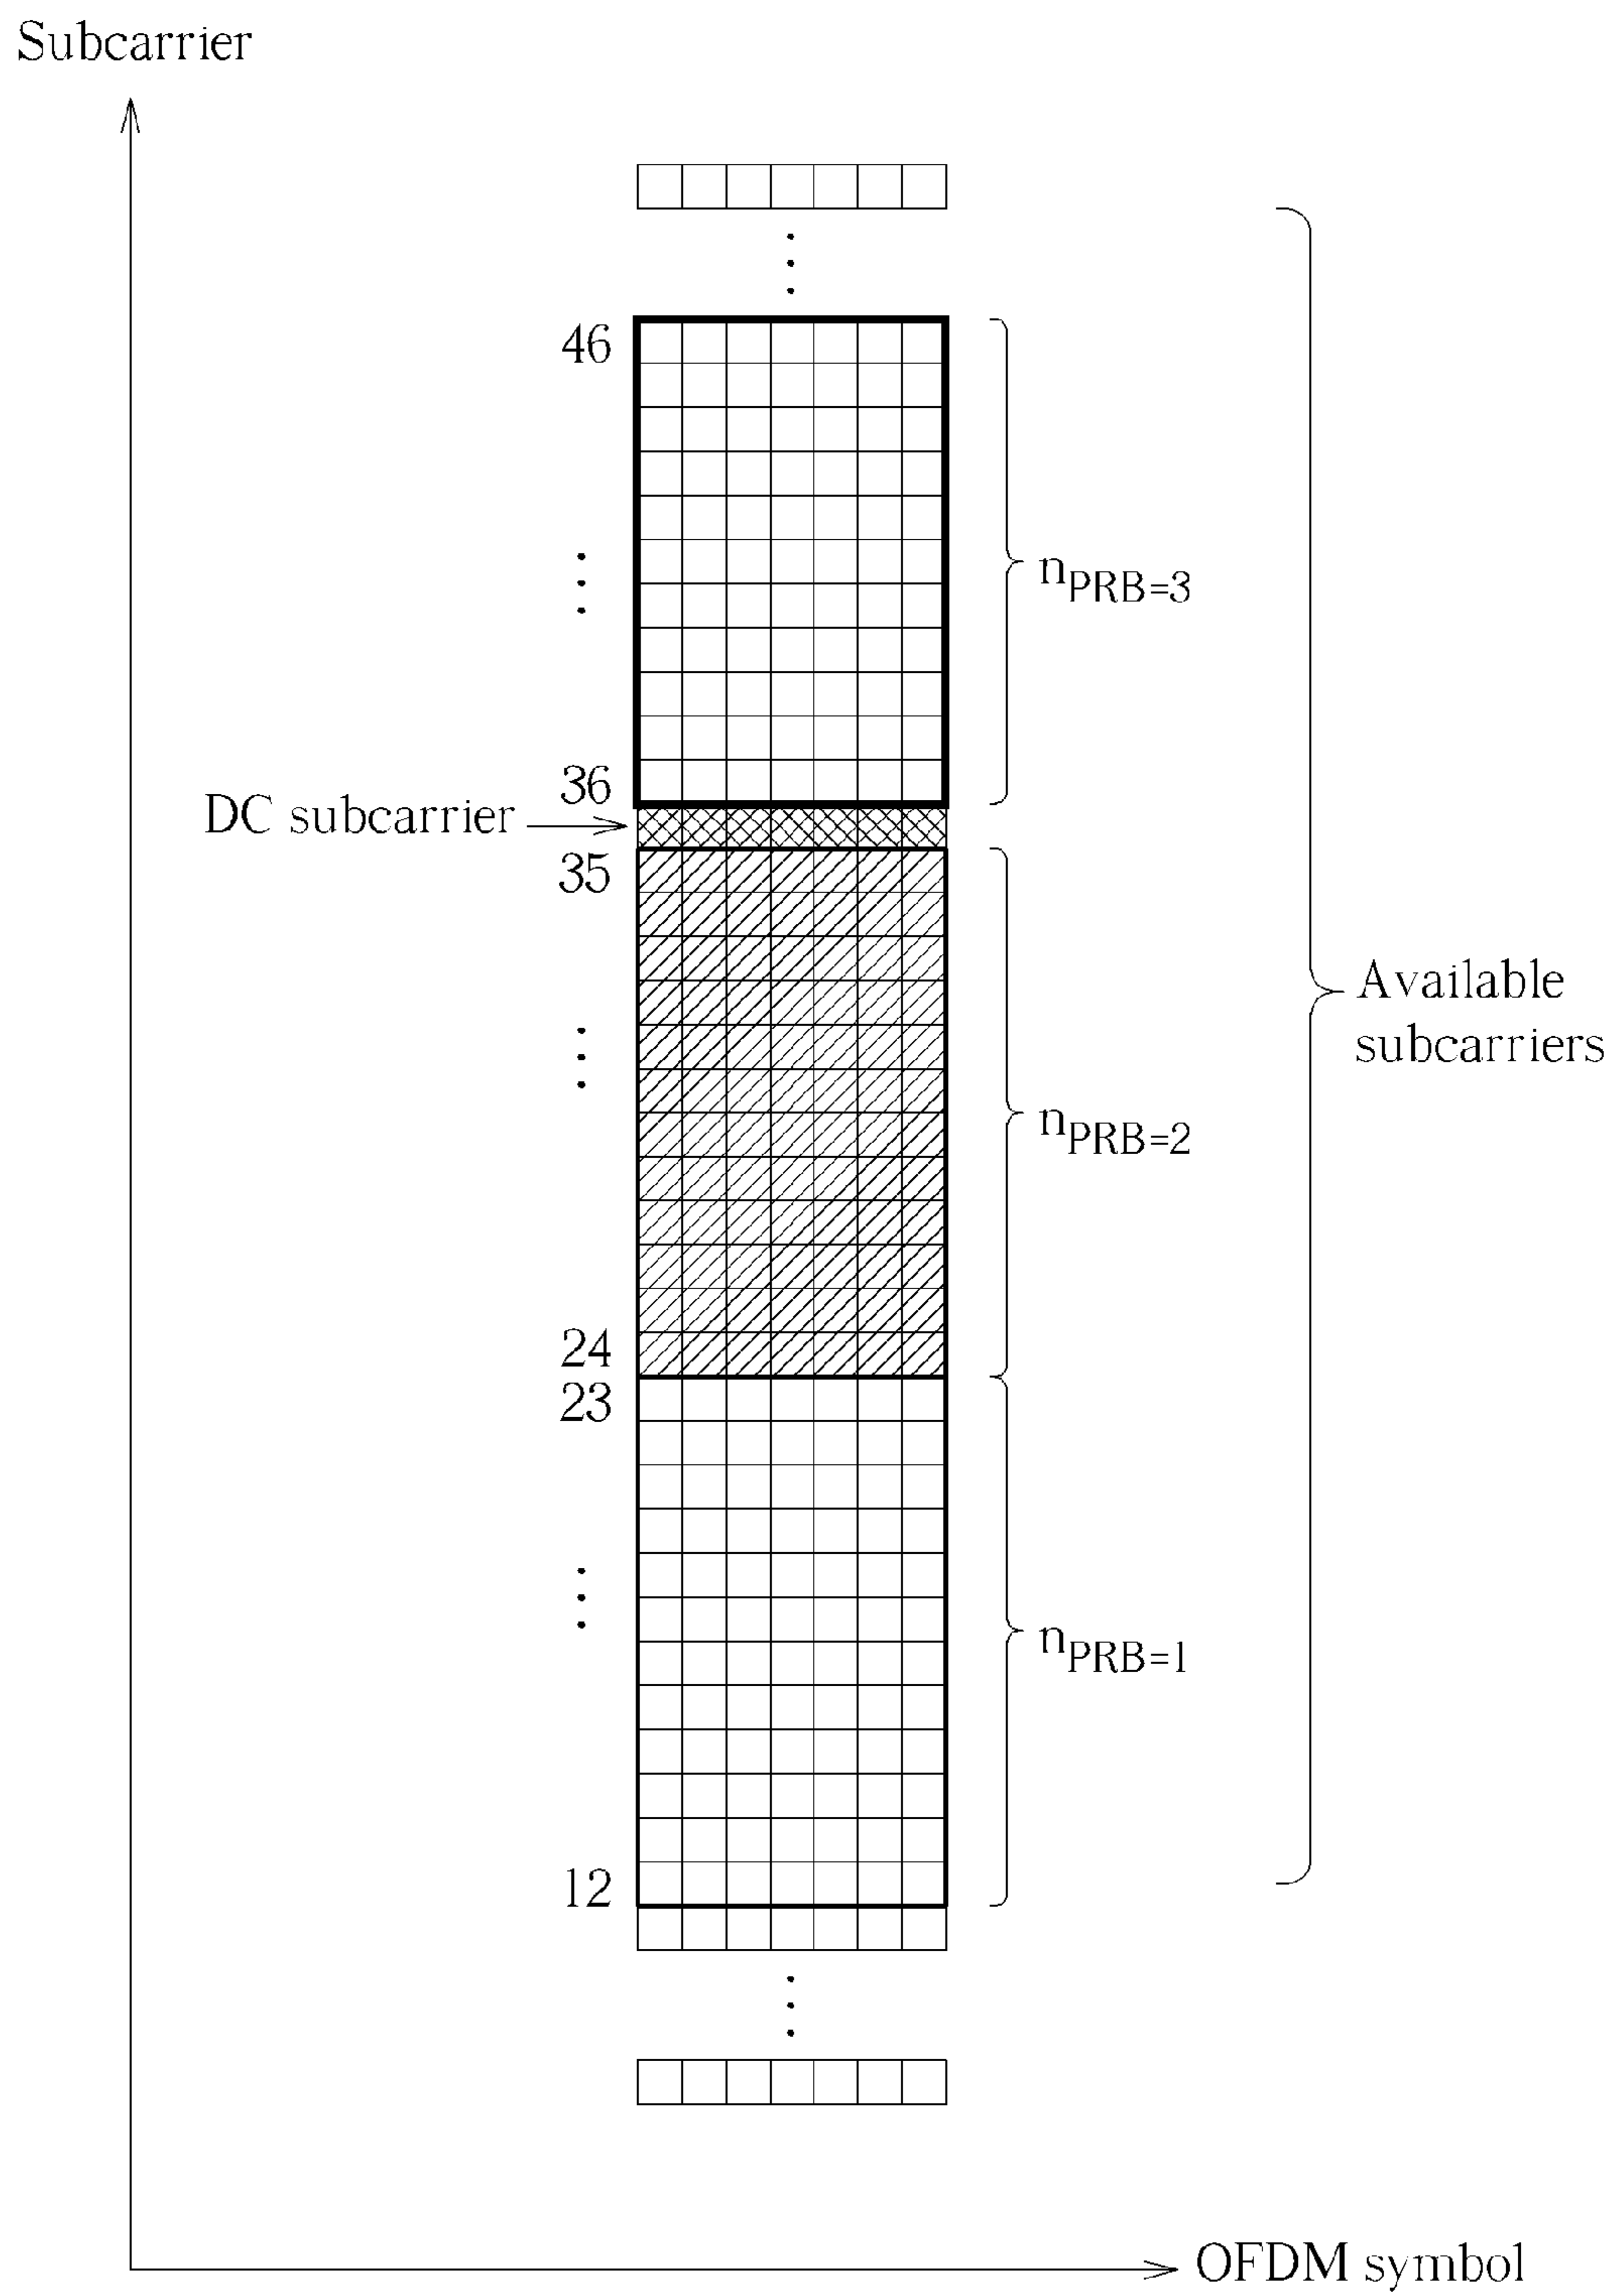 Subcarrier
46
n_PRB=3
36
DC subcarrier
35
Available
subcarriers
n_PRB=2
24
23
n_PRB=1
12
OFDM symbol